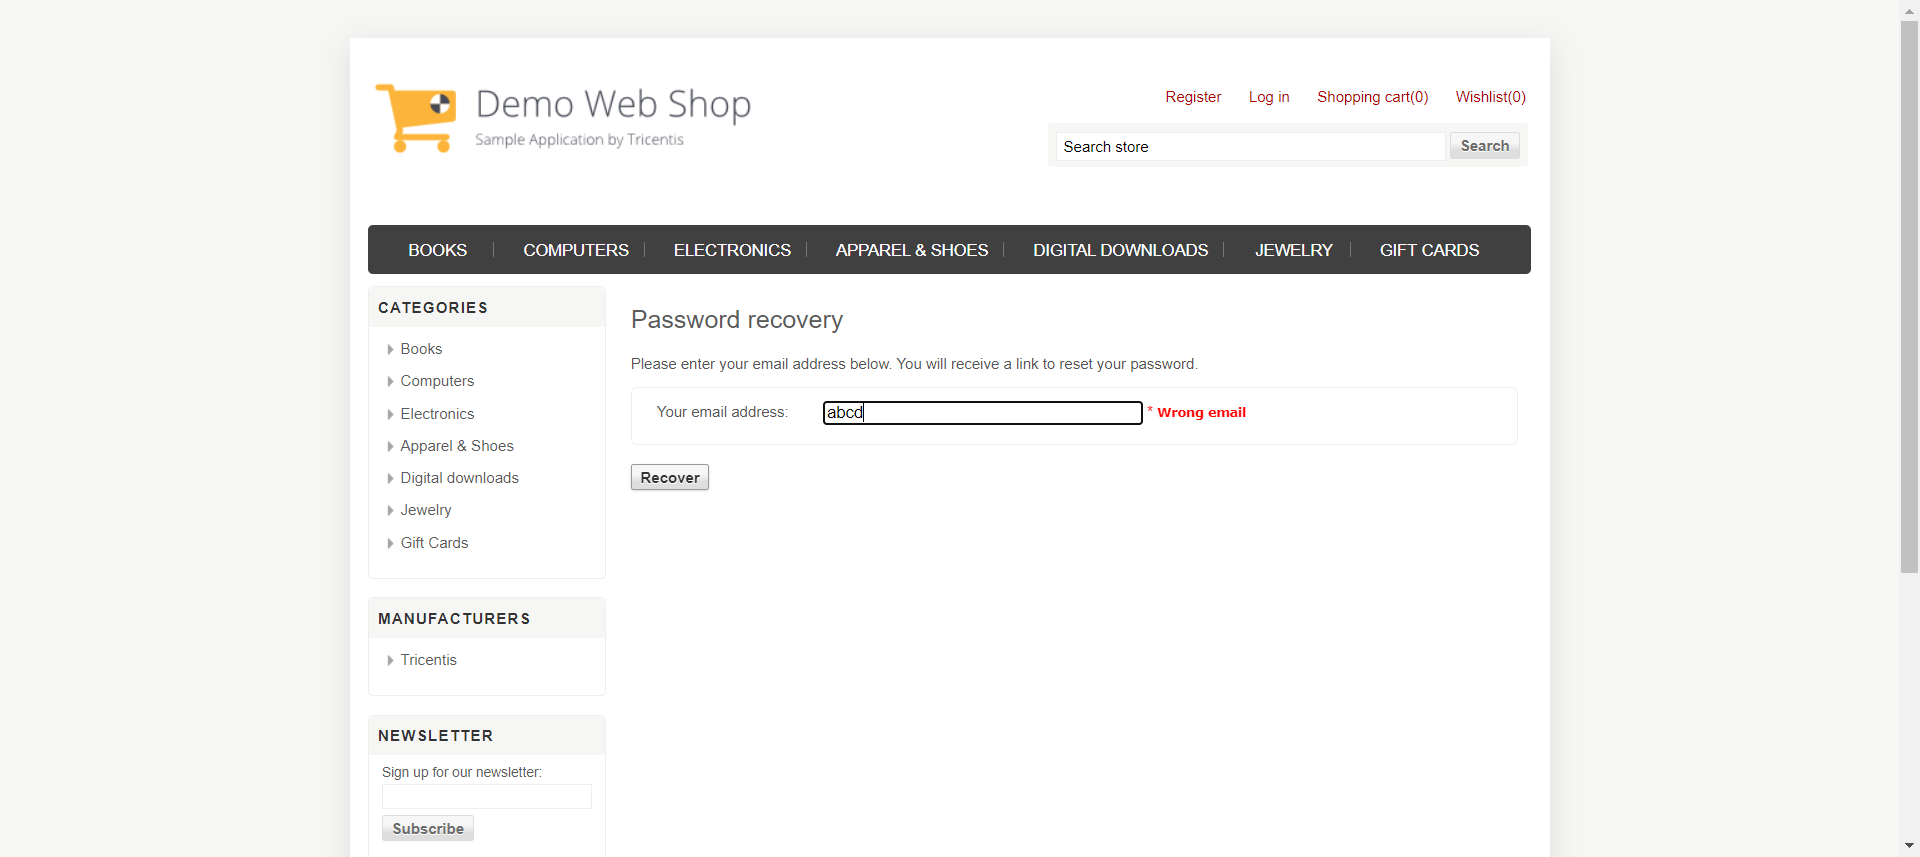 Demo Web Shop
Sample Application by Tricentis
Register Log in Shopping cart(0) Wishlist(0)
Search store Search
BOOKS COMPUTERS ELECTRONICS APPAREL & SHOES DIGITAL DOWNLOADS JEWELRY GIFT CARDS
CATEGORIES
Books
Computers
Electronics
Apparel & Shoes
Digital downloads
Jewelry
Gift Cards
MANUFACTURERS
Tricentis
NEWSLETTER
Sign up for our newsletter:
Subscribe
Password recovery
Please enter your email address below. You will receive a link to reset your password.
Your email address: abcd * Wrong email
Recover